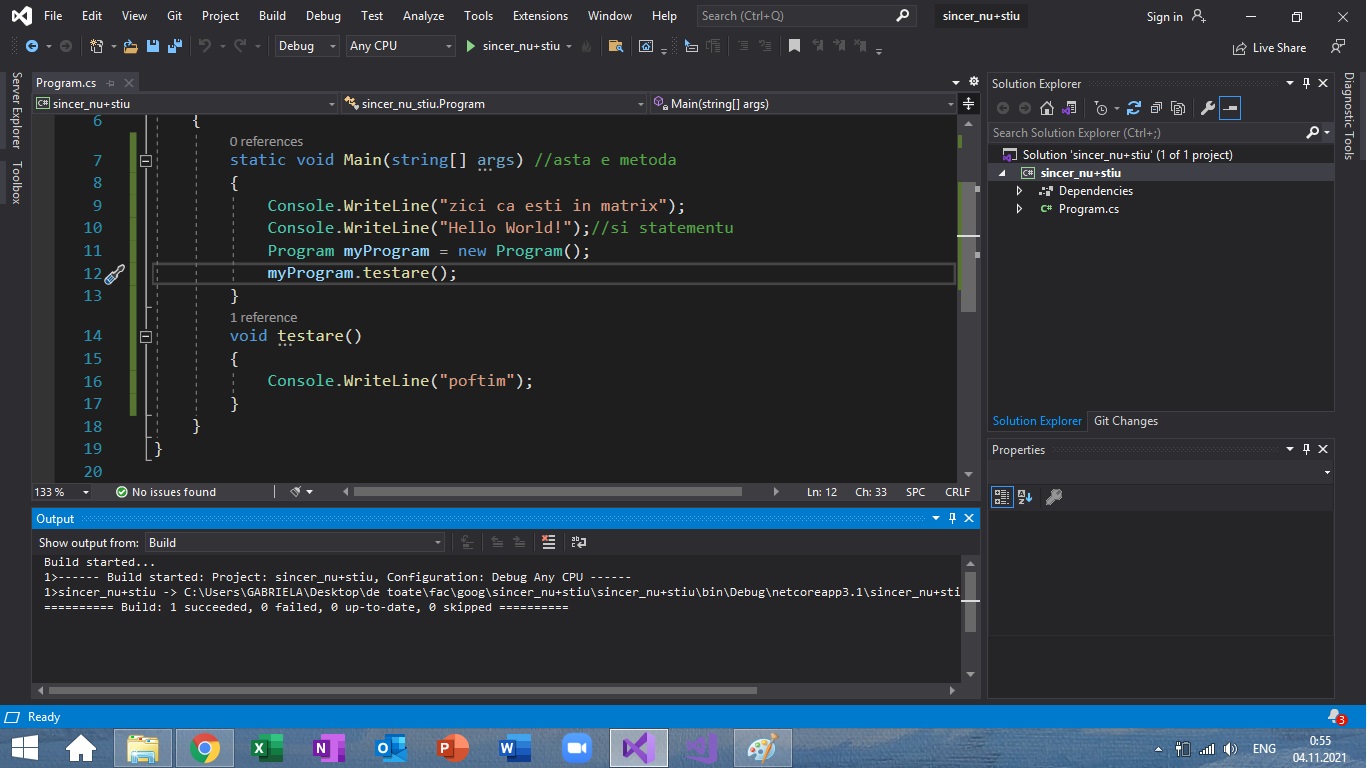 File Edit View Git Project Build Debug Test Analyze Tools Extensions Window Help Search (Ctrl+Q) sincer_nu+stiu Sign in
Debug Any CPU sincer_nu+stiu Live Share
Server Explorer
Toolbox
Program.cs
sincer_nu+stiu sincer_nu_stiu.Program Main(string[] args)
6 {
0 references
7 static void Main(string[] args) //asta e metoda
8 {
9 Console.WriteLine("zici ca esti in matrix");
10 Console.WriteLine("Hello World!");//si statementu
11 Program myProgram = new Program();
12 myProgram.testare();
13 }
1 reference
14 void testare()
15 {
16 Console.WriteLine("poftim");
17 }
18 }
19 }
20
133 % No issues found Ln: 12 Ch: 33 SPC CRLF
Output
Show output from: Build
Build started...
1>------ Build started: Project: sincer_nu+stiu, Configuration: Debug Any CPU ------
1>sincer_nu+stiu -> C:\Users\GABRIELA\Desktop\de toate\fac\goog\sincer_nu+stiu\sincer_nu+stiu\bin\Debug\netcoreapp3.1\sincer_nu+sti
========== Build: 1 succeeded, 0 failed, 0 up-to-date, 0 skipped ==========
Solution Explorer
Search Solution Explorer (Ctrl+;)
Solution 'sincer_nu+stiu' (1 of 1 project)
C# sincer_nu+stiu
Dependencies
C# Program.cs
Solution Explorer Git Changes
Properties
Diagnostic Tools
Ready 3
ENG 0:55
04.11.2021